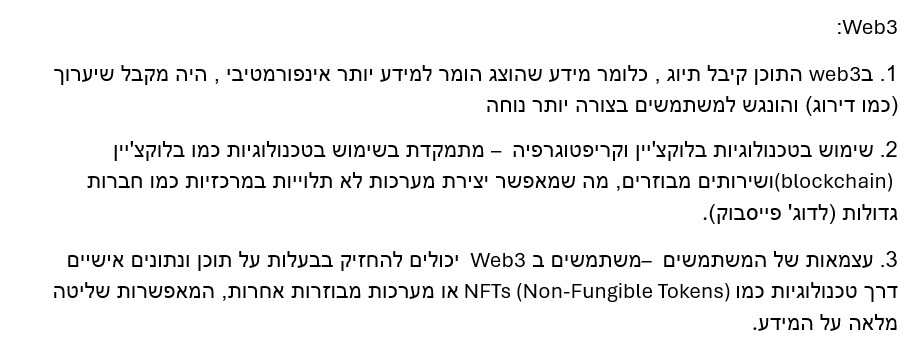 Web3:
1. בweb3 התוכן קיבל תיוג , כלומר מידע שהוצג הומר למידע יותר אינפורמטיבי , היה מקבל שיערוך
(כמו דירוג) והונגש למשתמשים בצורה יותר נוחה
2. שימוש בטכנולוגיות בלוקצ'יין וקריפטוגרפיה – מתמקדת בשימוש בטכנולוגיות כמו בלוקצ'יין
(blockchain)ושירותים מבוזרים, מה שמאפשר יצירת מערכות לא תלוייות במרכזיות כמו חברות
גדולות (לדוג' פייסבוק).
3. עצמאות של המשתמשים –משתמשים ב Web3 יכולים להחזיק בבעלות על תוכן ונתונים אישיים
דרך טכנולוגיות כמו NFTs (Non-Fungible Tokens) או מערכות מבוזרות אחרות, המאפשרות שליטה
מלאה על המידע.